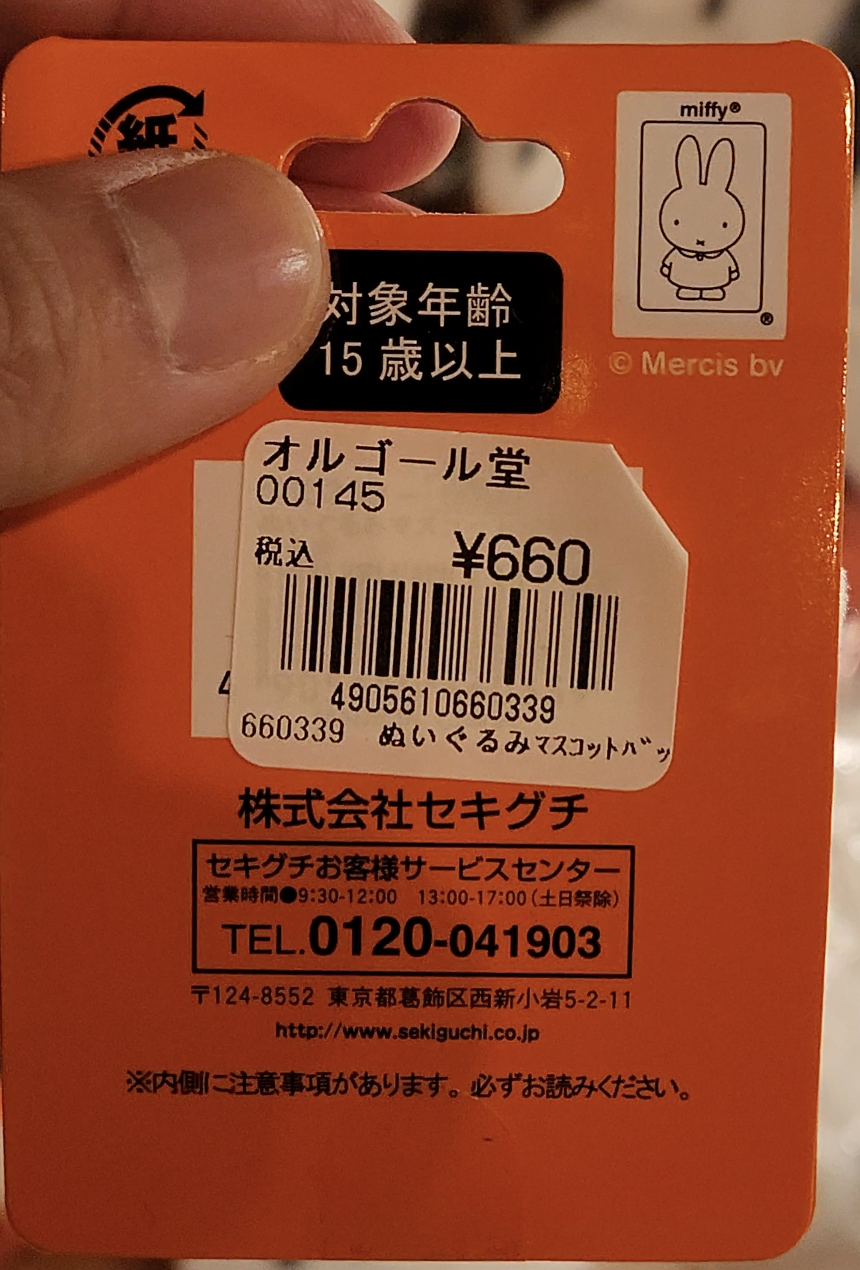 紙
miffy®
®
© Mercis bv
対象年齢
15歳以上
オルゴール堂
00145
税込 ¥660
4905610660339
660339 ぬいぐるみマスコットバッ
4
株式会社セキグチ
セキグチお客様サービスセンター
営業時間●9:30-12:00 13:00-17:00(土日祭除)
TEL.0120-041903
〒124-8552 東京都葛飾区西新小岩5-2-11
http://www.sekiguchi.co.jp
※内側に注意事項があります。必ずお読みください。